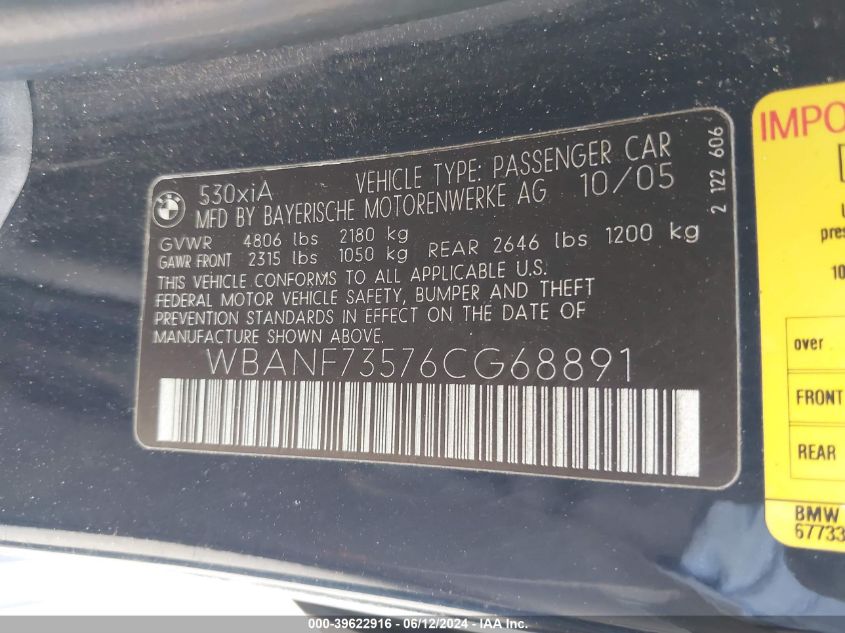 530xiA VEHICLE TYPE: PASSENGER CAR
MFD BY BAYERISCHE MOTORENWERKE AG 10/05
GVWR 4806 lbs 2180 kg
GAWR FRONT 2315 lbs 1050 kg REAR 2646 lbs 1200 kg
THIS VEHICLE CONFORMS TO ALL APPLICABLE U.S.
FEDERAL MOTOR VEHICLE SAFETY, BUMPER AND THEFT
PREVENTION STANDARDS IN EFFECT ON THE DATE OF
MANUFACTURE SHOWN ABOVE.
WBANF73576CG68891
2 122 606
IMPO
pres
10
over
FRONT
REAR
BMW
67733
000-39622916 - 06/12/2024 - IAA Inc.